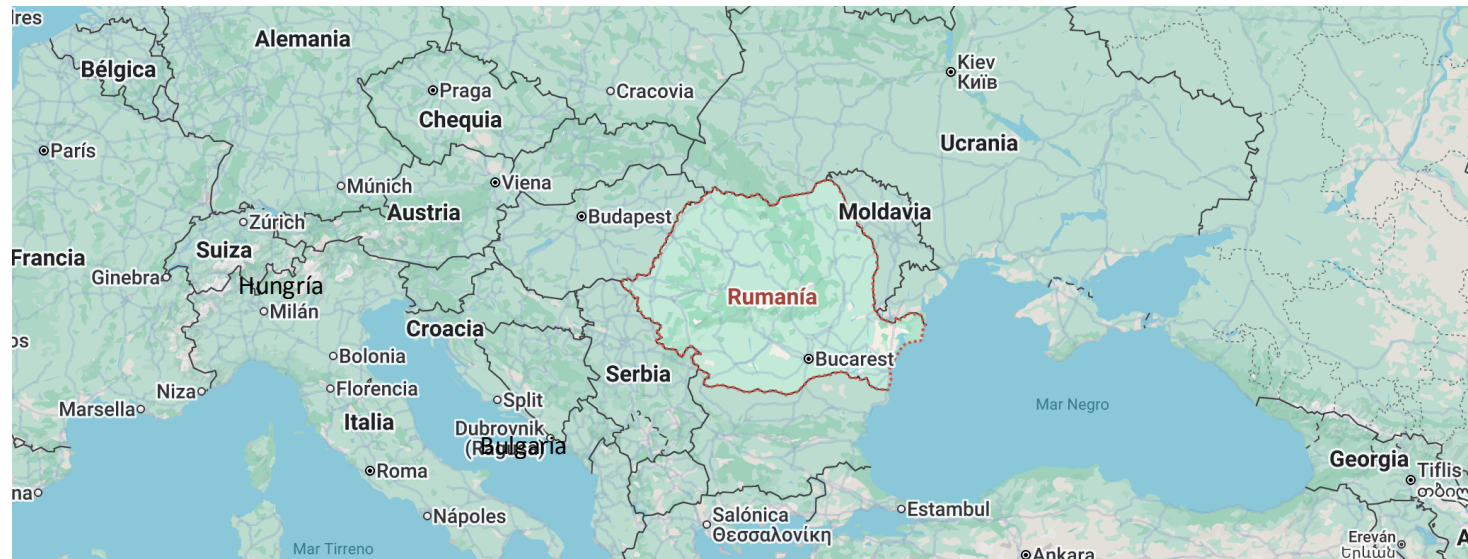 Alemania
Bélgica
Praga
Chequia
Cracovia
Kiev
Київ
Ucrania
París
Múnich
Viena
Austria
Budapest
Moldavia
Zúrich
Suiza
Francia
Ginebra
Hungría
Milán
Rumanía
Croacia
Bolonia
Bucarest
Serbia
Niza
Florencia
Marsella
Split
Italia
Mar Negro
Dubrovnik
(Ragusa)
Bulgaria
Roma
Georgia
Tiflis
Nápoles
Salónica
Θεσσαλονίκη
Estambul
Mar Tirreno
Ereván
Ankara